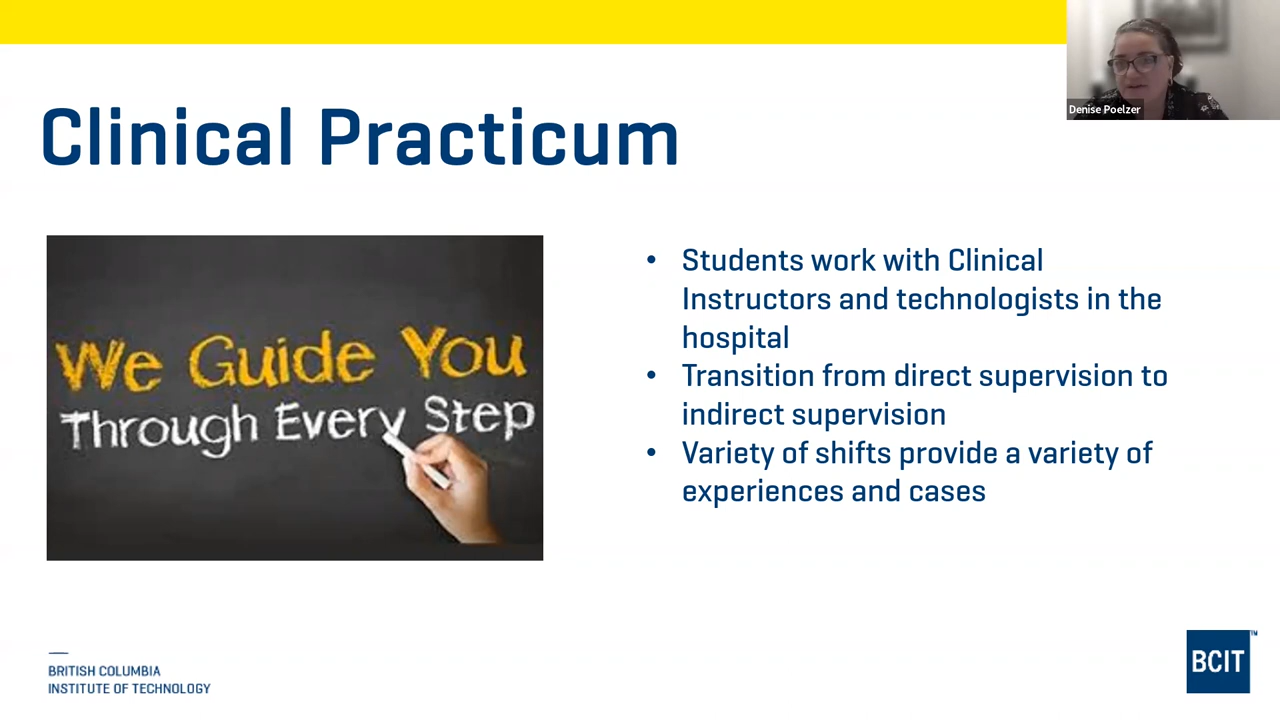 Denise Poelzer
Clinical Practicum
We Guide You
Through Every Step
• Students work with Clinical
Instructors and technologists in the
hospital
• Transition from direct supervision to
indirect supervision
• Variety of shifts provide a variety of
experiences and cases
BRITISH COLUMBIA
INSTITUTE OF TECHNOLOGY
BCIT™